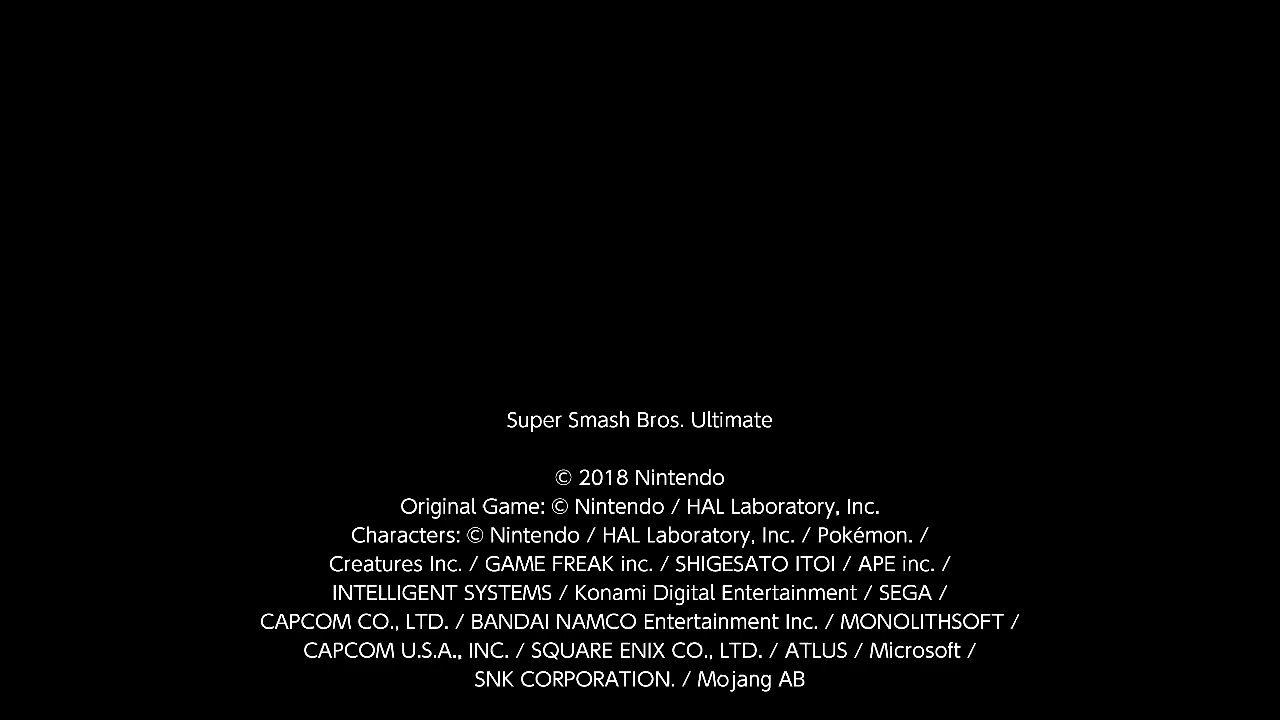 Super Smash Bros. Ultimate
© 2018 Nintendo
Original Game: © Nintendo / HAL Laboratory, Inc.
Characters: © Nintendo / HAL Laboratory, Inc. / Pokémon. /
Creatures Inc. / GAME FREAK inc. / SHIGESATO ITOI / APE inc. /
INTELLIGENT SYSTEMS / Konami Digital Entertainment / SEGA /
CAPCOM CO., LTD. / BANDAI NAMCO Entertainment Inc. / MONOLITHSOFT /
CAPCOM U.S.A., INC. / SQUARE ENIX CO., LTD. / ATLUS / Microsoft /
SNK CORPORATION. / Mojang AB